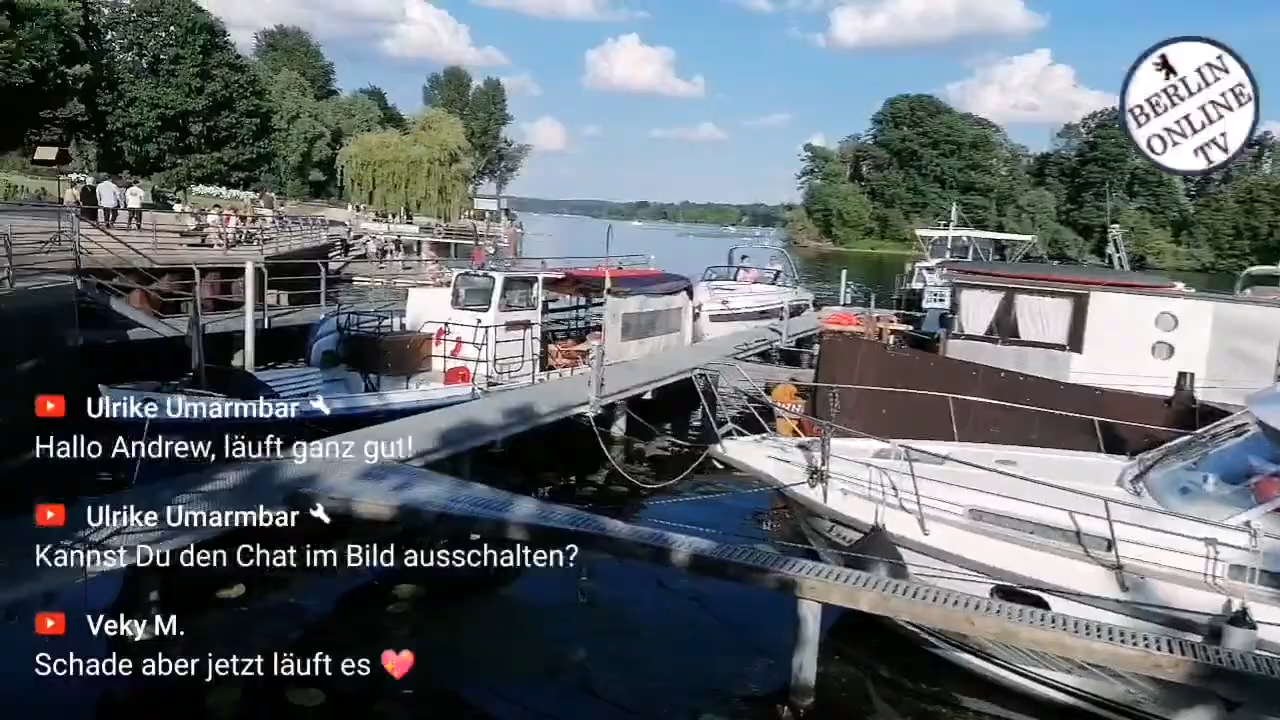 BERLIN
ONLINE
TV
Ulrike Umarmbar
Hallo Andrew, läuft ganz gut!
Ulrike Umarmbar
Kannst Du den Chat im Bild ausschalten?
Veky M.
Schade aber jetzt läuft es 💖